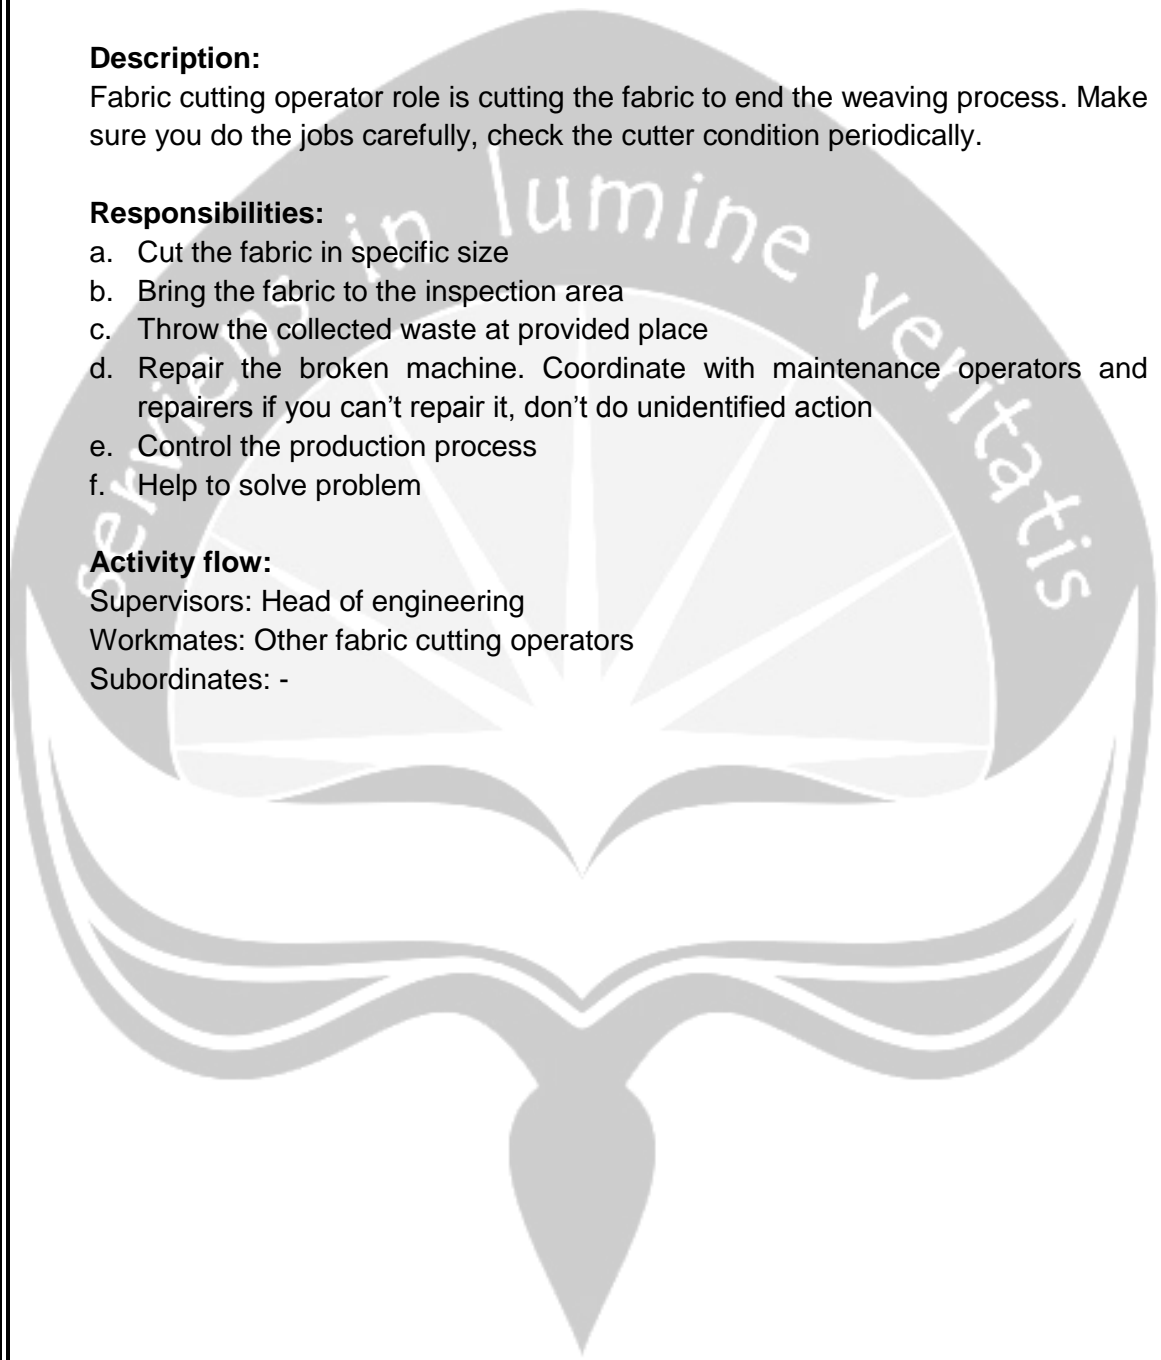 Description:
Fabric cutting operator role is cutting the fabric to end the weaving process. Make
sure you do the jobs carefully, check the cutter condition periodically.
Responsibilities:
a. Cut the fabric in specific size
b. Bring the fabric to the inspection area
c. Throw the collected waste at provided place
d. Repair the broken machine. Coordinate with maintenance operators and
repairers if you can't repair it, don't do unidentified action
e. Control the production process
f. Help to solve problem
Activity flow:
Supervisors: Head of engineering
Workmates: Other fabric cutting operators
Subordinates: -
serviens in lumine veritatis